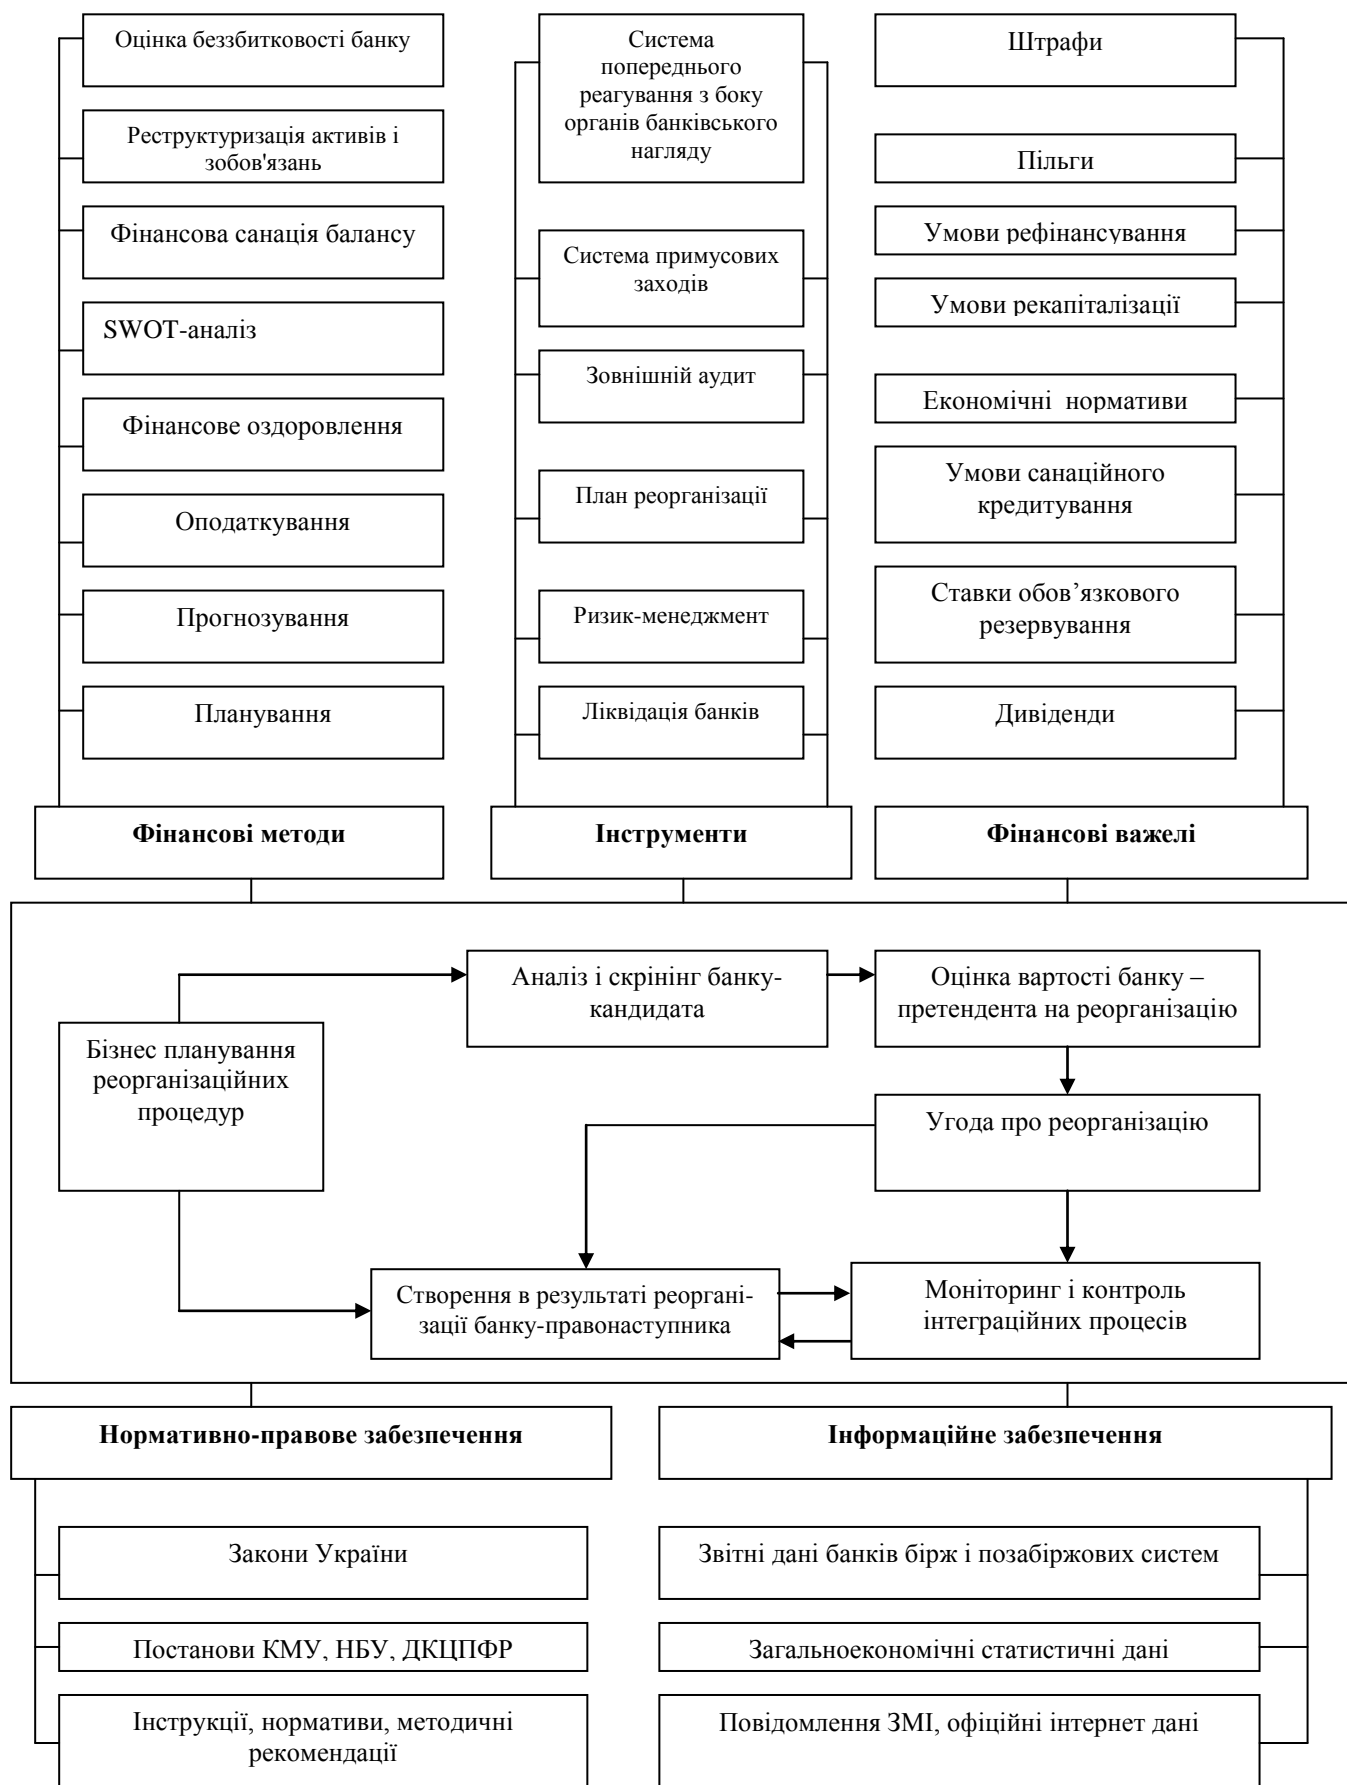 Оцінка беззбитковості банку
Реструктуризація активів і
зобов'язань
Фінансова санація балансу
SWOT-аналіз
Фінансове оздоровлення
Оподаткування
Прогнозування
Планування
Фінансові методи
Система
попереднього
реагування з боку
органів банківського
нагляду
Система примусових
заходів
Зовнішній аудит
План реорганізації
Ризик-менеджмент
Ліквідація банків
Інструменти
Штрафи
Пільги
Умови рефінансування
Умови рекапіталізації
Економічні нормативи
Умови санаційного
кредитування
Ставки обов’язкового
резервування
Дивіденди
Фінансові важелі
Бізнес планування
реорганізаційних
процедур
Аналіз і скрінінг банку-
кандидата
Оцінка вартості банку –
претендента на реорганізацію
Угода про реорганізацію
Створення в результаті реоргані-
зації банку-правонаступника
Моніторинг і контроль
інтеграційних процесів
Нормативно-правове забезпечення
Закони України
Постанови КМУ, НБУ, ДКЦПФР
Інструкції, нормативи, методичні
рекомендації
Інформаційне забезпечення
Звітні дані банків бірж і позабіржових систем
Загальноекономічні статистичні дані
Повідомлення ЗМІ, офіційні інтернет дані